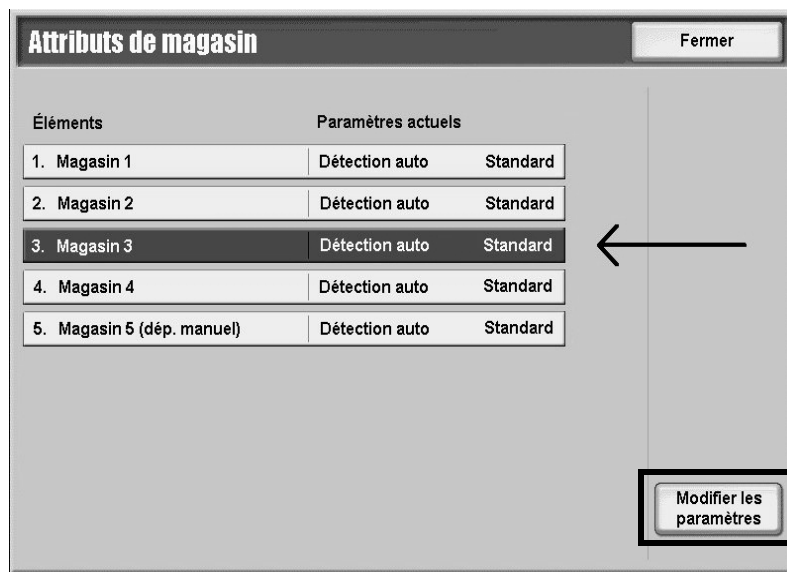 Attributs de magasin
Fermer
Éléments Paramètres actuels
1. Magasin 1 Détection auto Standard
2. Magasin 2 Détection auto Standard
3. Magasin 3 Détection auto Standard
4. Magasin 4 Détection auto Standard
5. Magasin 5 (dép. manuel) Détection auto Standard
Modifier les
paramètres